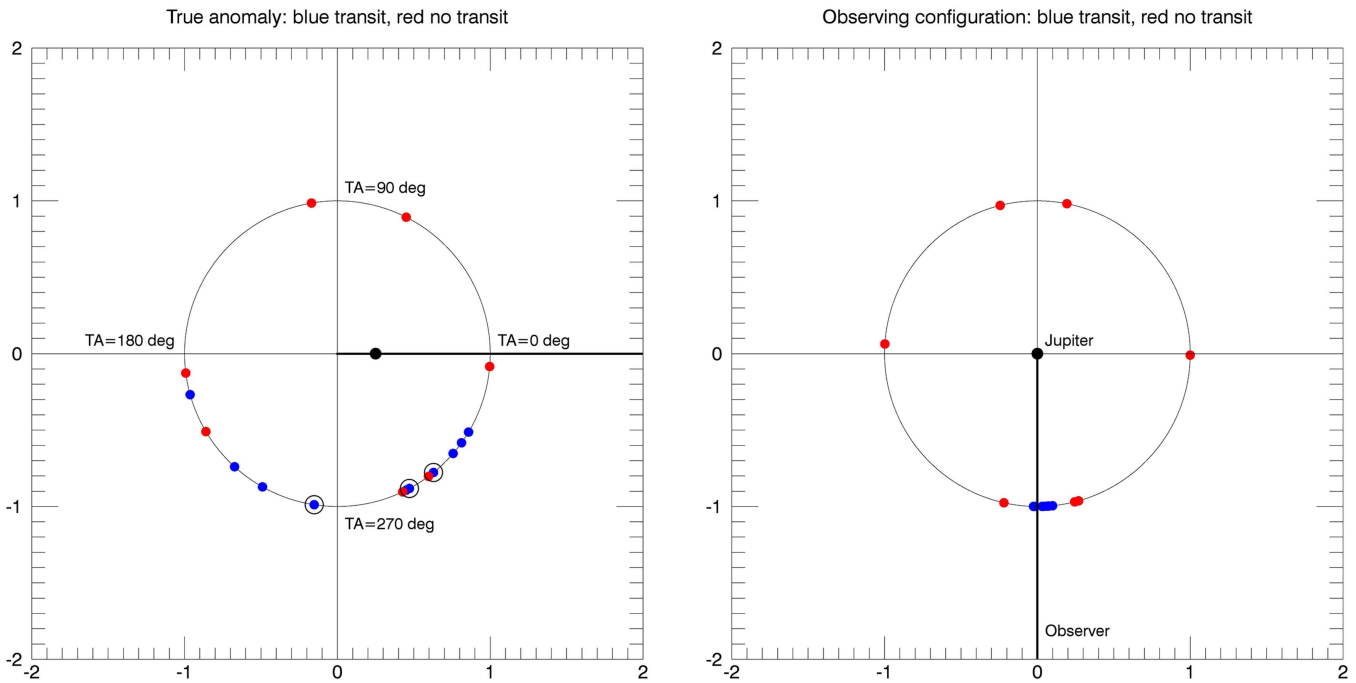 True anomaly: blue transit, red no transit
2
1
0
-1
-2
-2
-1
0
1
2
TA=90 deg
TA=180 deg
TA=0 deg
TA=270 deg
Observing configuration: blue transit, red no transit
2
1
0
-1
-2
-2
-1
0
1
2
Jupiter
Observer